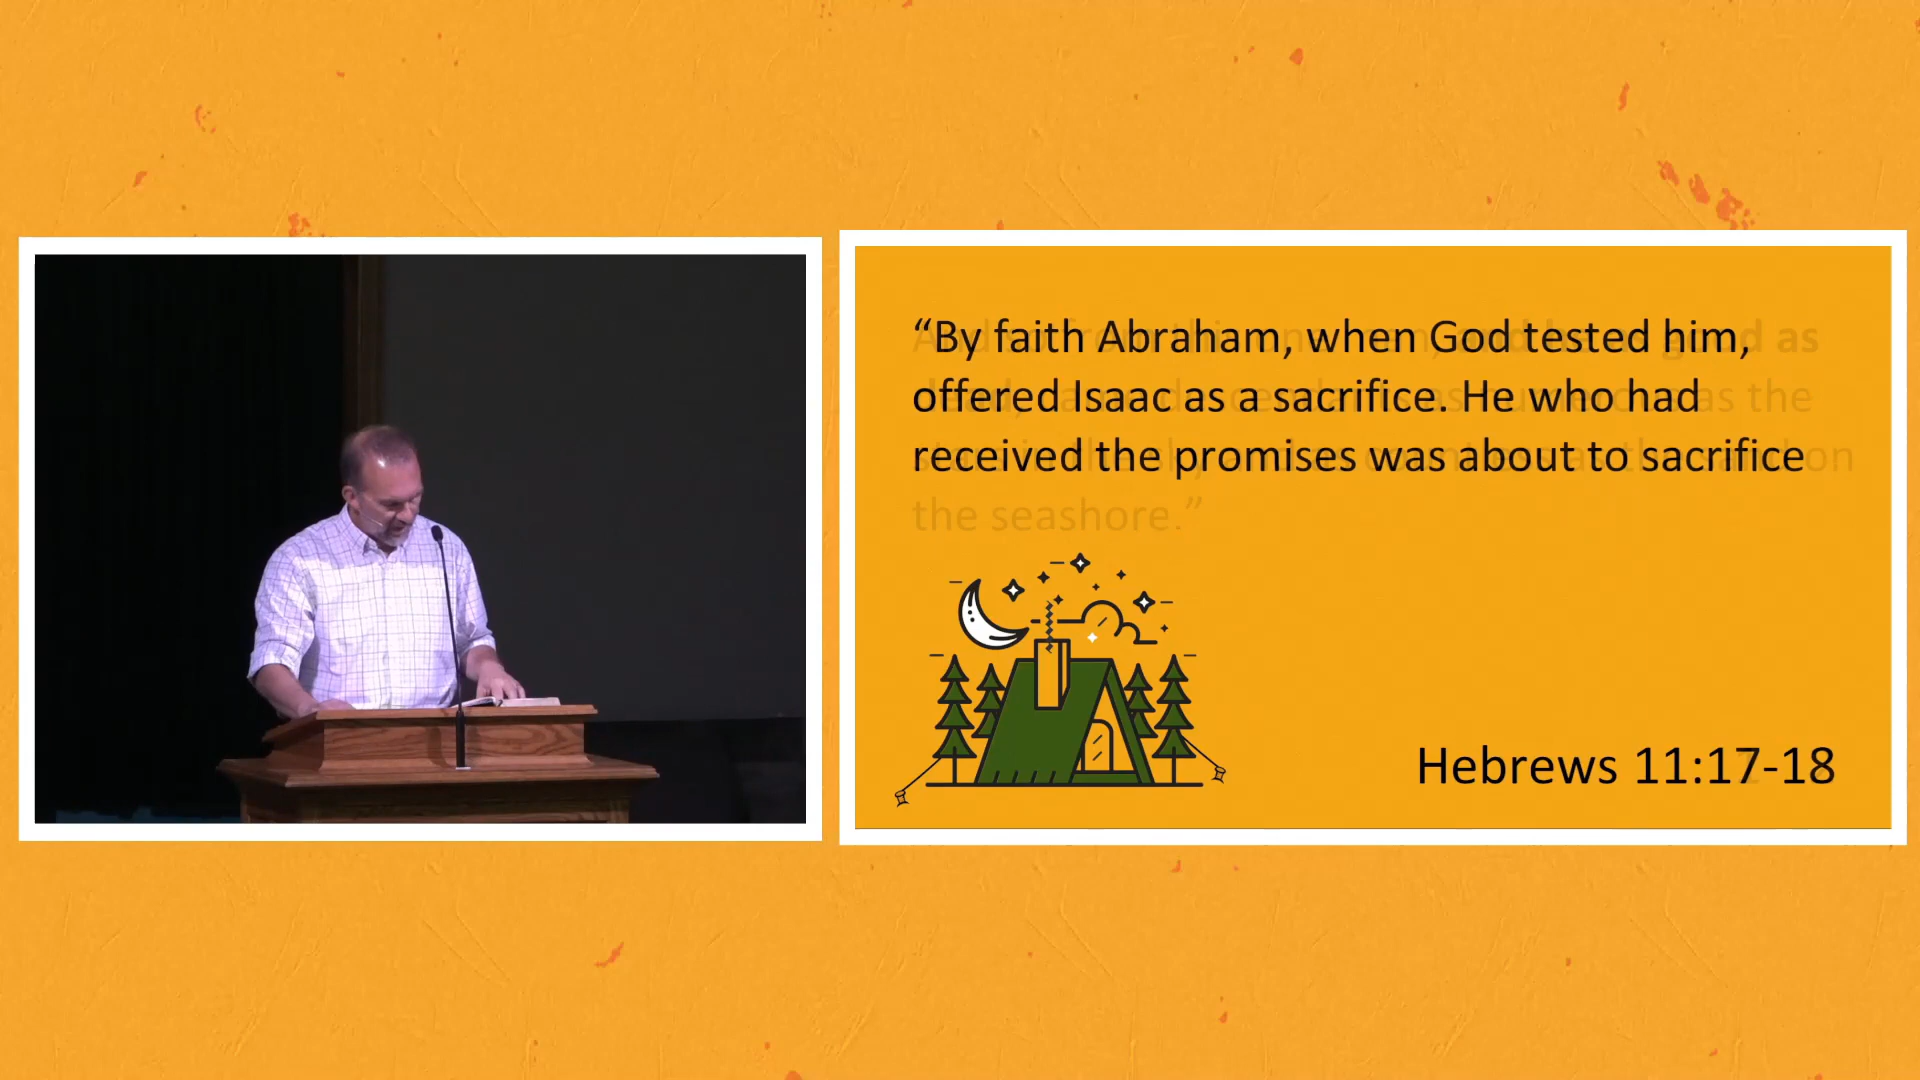 “By faith Abraham, when God tested him,
offered Isaac as a sacrifice. He who had
received the promises was about to sacrifice
the seashore.”
Hebrews 11:17-18